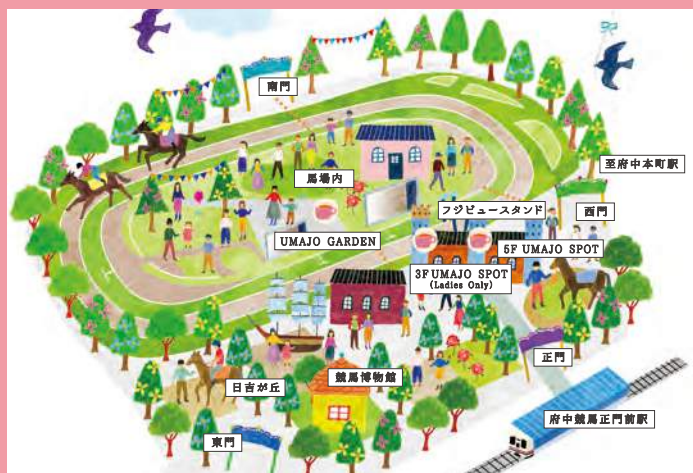 南門
至府中本町駅
馬場内
フジビュースタンド
西門
UMAJO GARDEN
5F UMAJO SPOT
3F UMAJO SPOT
(Ladies Only)
正門
日吉が丘
競馬博物館
府中競馬正門前駅
東門